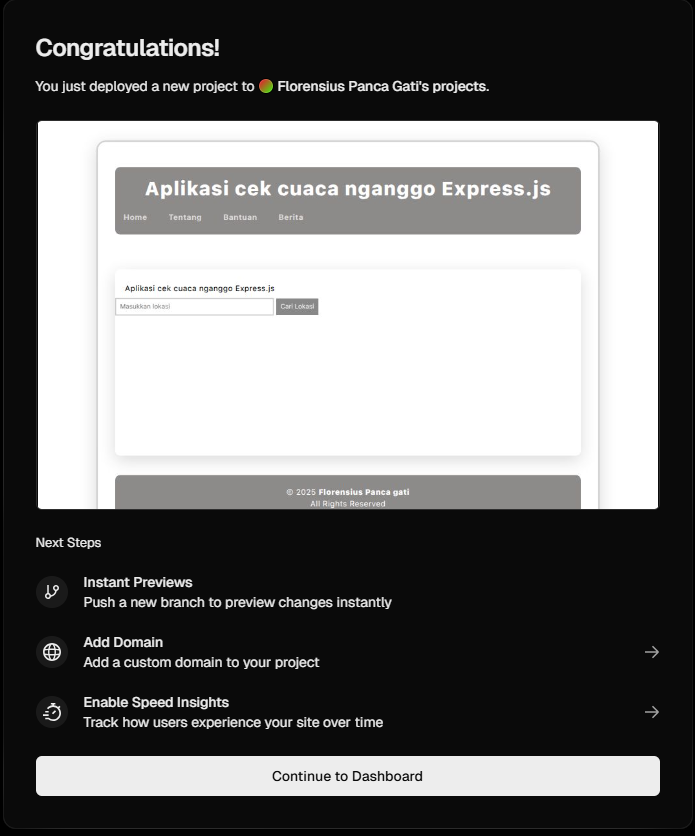 Congratulations!
You just deployed a new project to Florensius Panca Gati's projects.
Aplikasi cek cuaca nganggo Express.js
Home Tentang Bantuan Berita
Aplikasi cek cuaca nganggo Express.js
Masukkan lokasi Cari Lokasi
© 2025 Florensius Panca gati
All Rights Reserved
Next Steps
Instant Previews
Push a new branch to preview changes instantly
Add Domain
Add a custom domain to your project
Enable Speed Insights
Track how users experience your site over time
Continue to Dashboard